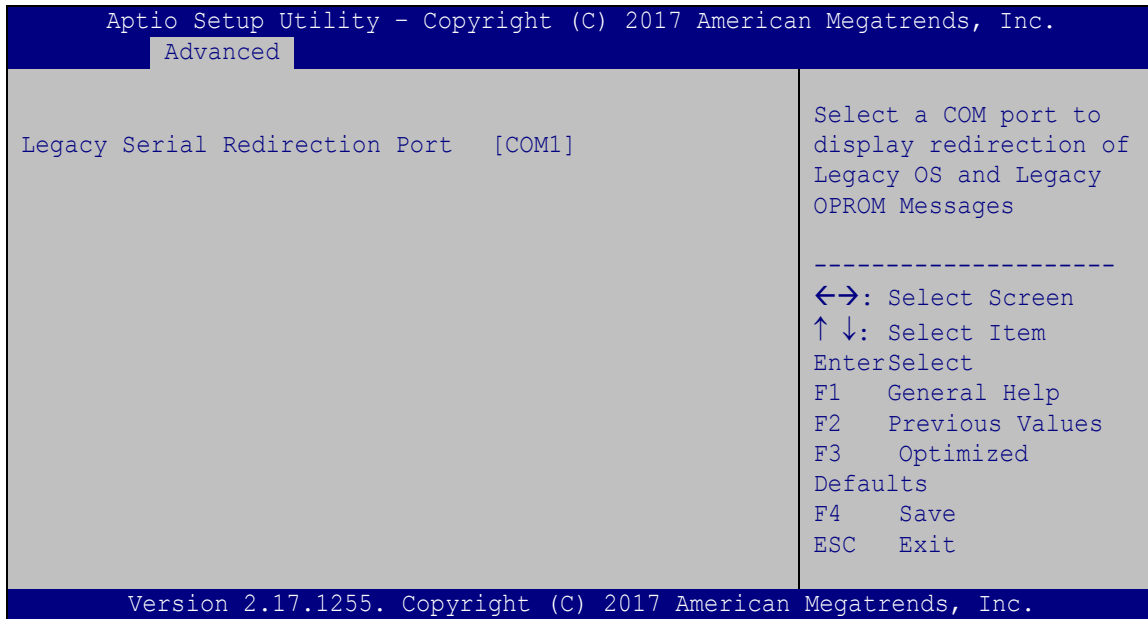 Aptio Setup Utility – Copyright (C) 2017 American Megatrends, Inc.
Advanced
Legacy Serial Redirection Port [COM1]
Select a COM port to
display redirection of
Legacy OS and Legacy
OPROM Messages
---------------------
←→: Select Screen
↑ ↓: Select Item
EnterSelect
F1 General Help
F2 Previous Values
F3 Optimized
Defaults
F4 Save
ESC Exit
Version 2.17.1255. Copyright (C) 2017 American Megatrends, Inc.